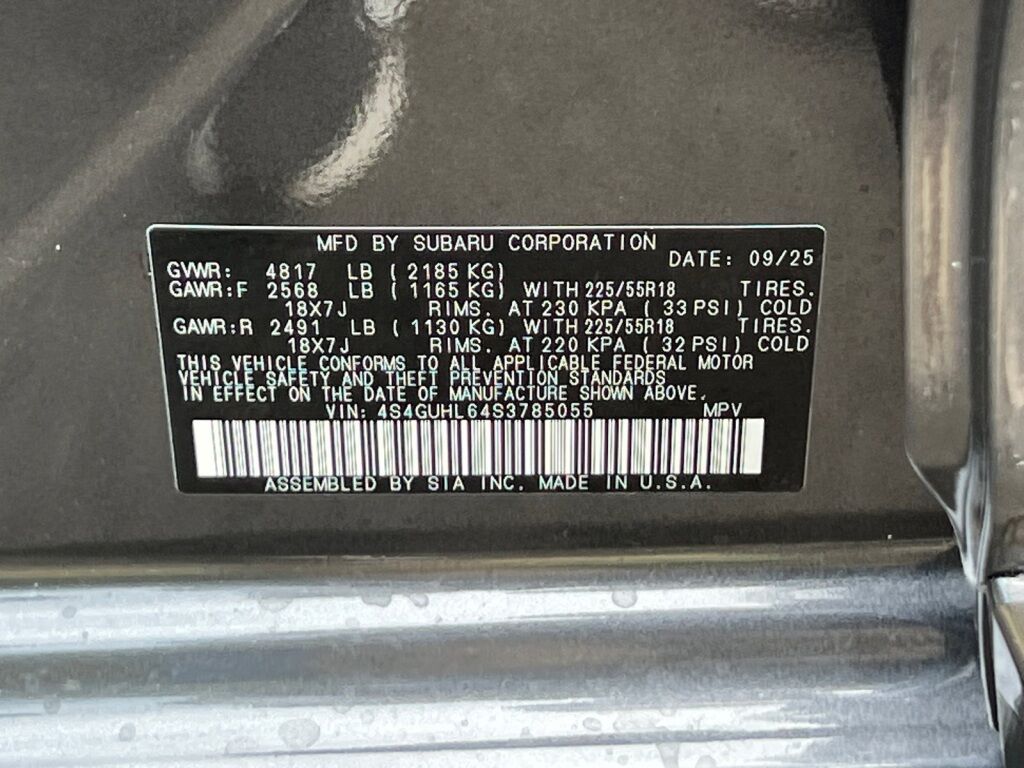 MFD BY SUBARU CORPORATION
DATE: 09/25
GVWR: 4817 LB ( 2185 KG)
GAWR:F 2568 LB ( 1165 KG) WITH 225/55R18 TIRES.
18X7J RIMS. AT 230 KPA ( 33 PSI) COLD
GAWR:R 2491 LB ( 1130 KG) WITH 225/55R18 TIRES.
18X7J RIMS. AT 220 KPA ( 32 PSI) COLD
THIS VEHICLE CONFORMS TO ALL APPLICABLE FEDERAL MOTOR
VEHICLE SAFETY AND THEFT PREVENTION STANDARDS
IN EFFECT ON THE DATE OF MANUFACTURE SHOWN ABOVE.
VIN: 4S4GUHL64S3785055 MPV
ASSEMBLED BY SIA INC. MADE IN U.S.A.